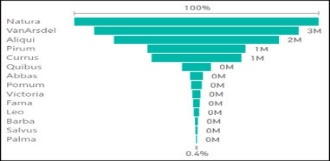 100%
Natura
VanArsdel 3M
Aliqui 2M
Pirum 1M
Currus 1M
Quibus 0M
Abbas 0M
Pomum 0M
Victoria 0M
Fama 0M
Leo 0M
Barba 0M
Salvus 0M
Palma 0M
0.4%